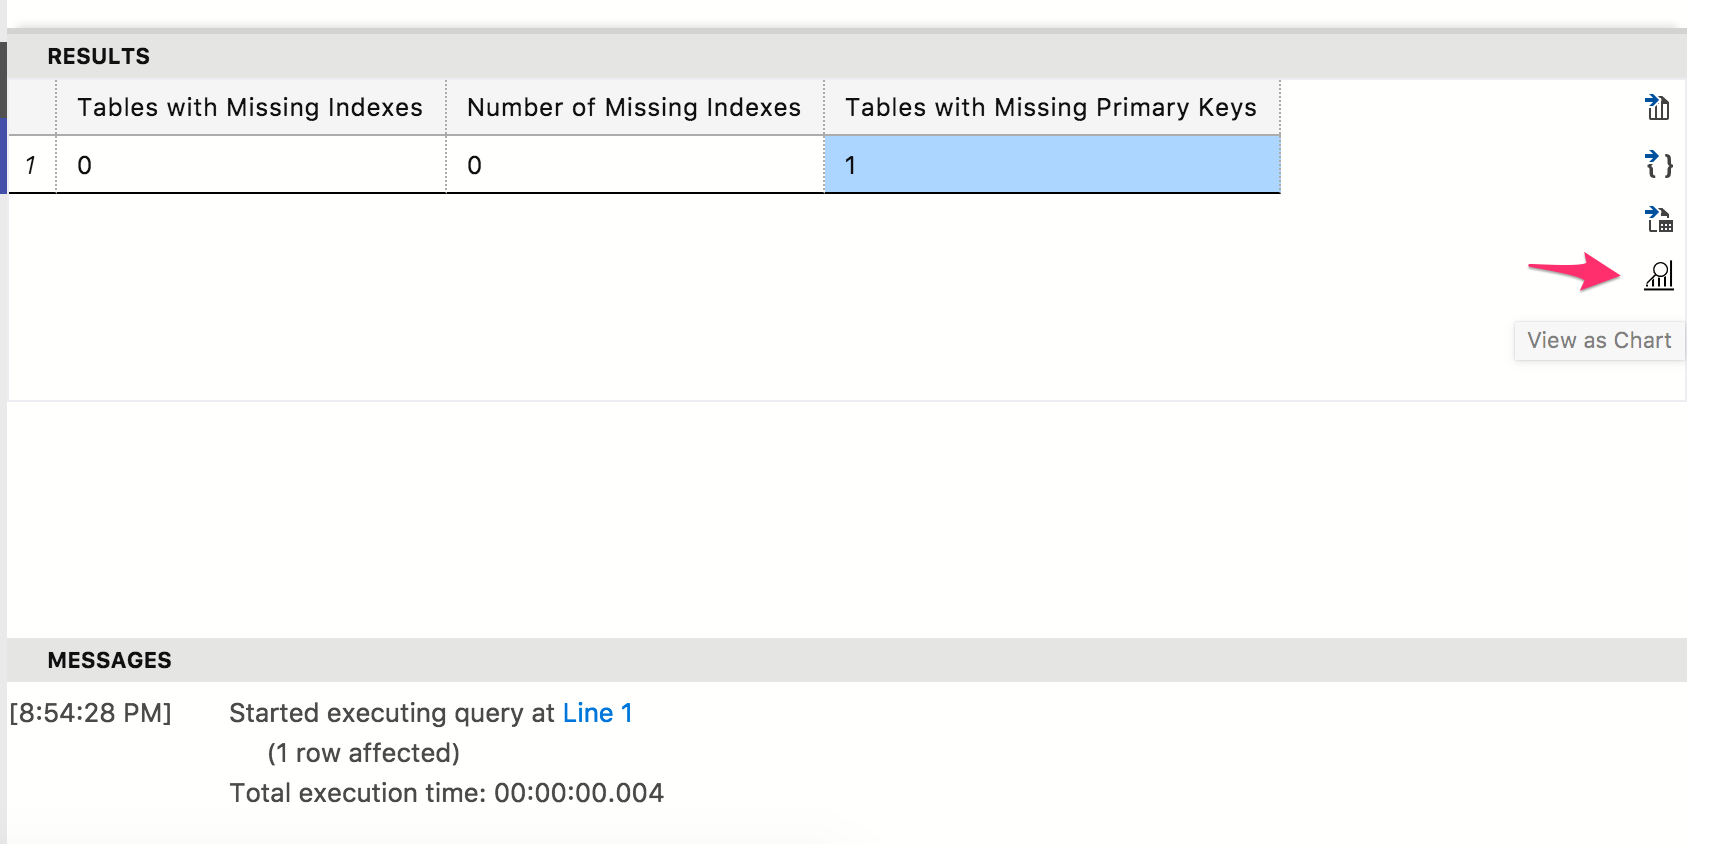 RESULTS
Tables with Missing Indexes Number of Missing Indexes Tables with Missing Primary Keys
1 0 0 1
View as Chart
MESSAGES
[8:54:28 PM] Started executing query at Line 1
(1 row affected)
Total execution time: 00:00:00.004